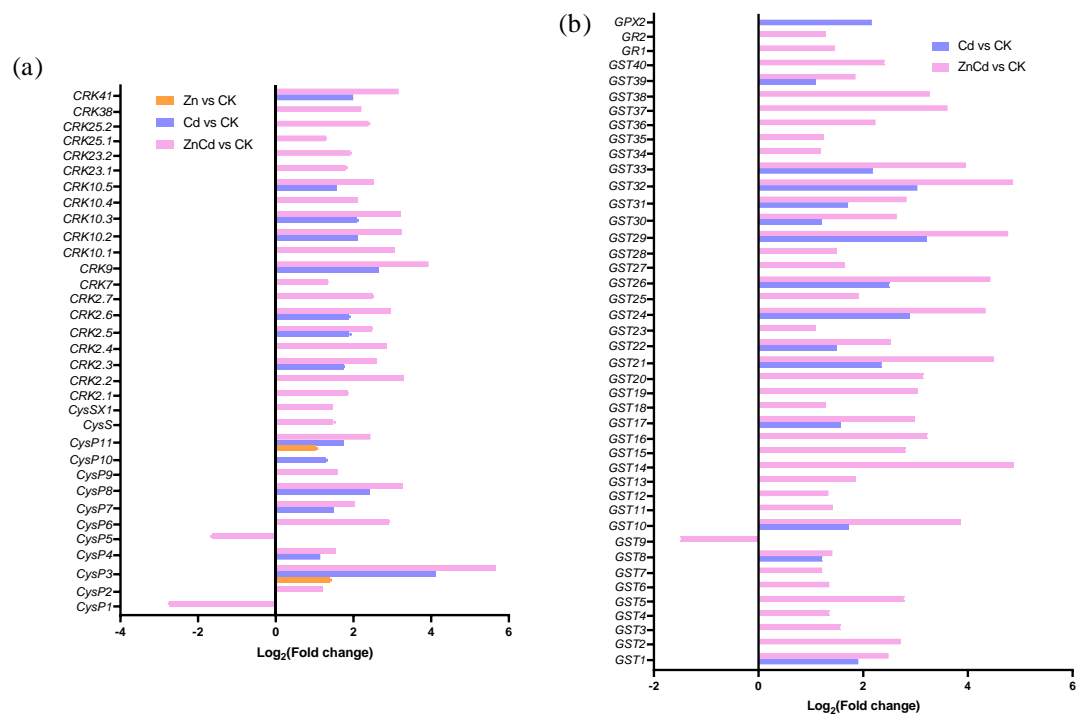 (a)
Zn vs CK
Cd vs CK
ZnCd vs CK
CRK41
CRK38
CRK25.2
CRK25.1
CRK23.2
CRK23.1
CRK10.5
CRK10.4
CRK10.3
CRK10.2
CRK10.1
CRK9
CRK7
CRK2.7
CRK2.6
CRK2.5
CRK2.4
CRK2.3
CRK2.2
CRK2.1
CysSX1
CysS
CysP11
CysP10
CysP9
CysP8
CysP7
CysP6
CysP5
CysP4
CysP3
CysP2
CysP1
-4 -2 0 2 4 6
Log₂(Fold change)
(b)
Cd vs CK
ZnCd vs CK
GPX2
GR2
GR1
GST40
GST39
GST38
GST37
GST36
GST35
GST34
GST33
GST32
GST31
GST30
GST29
GST28
GST27
GST26
GST25
GST24
GST23
GST22
GST21
GST20
GST19
GST18
GST17
GST16
GST15
GST14
GST13
GST12
GST11
GST10
GST9
GST8
GST7
GST6
GST5
GST4
GST3
GST2
GST1
-2 0 2 4 6
Log₂(Fold change)